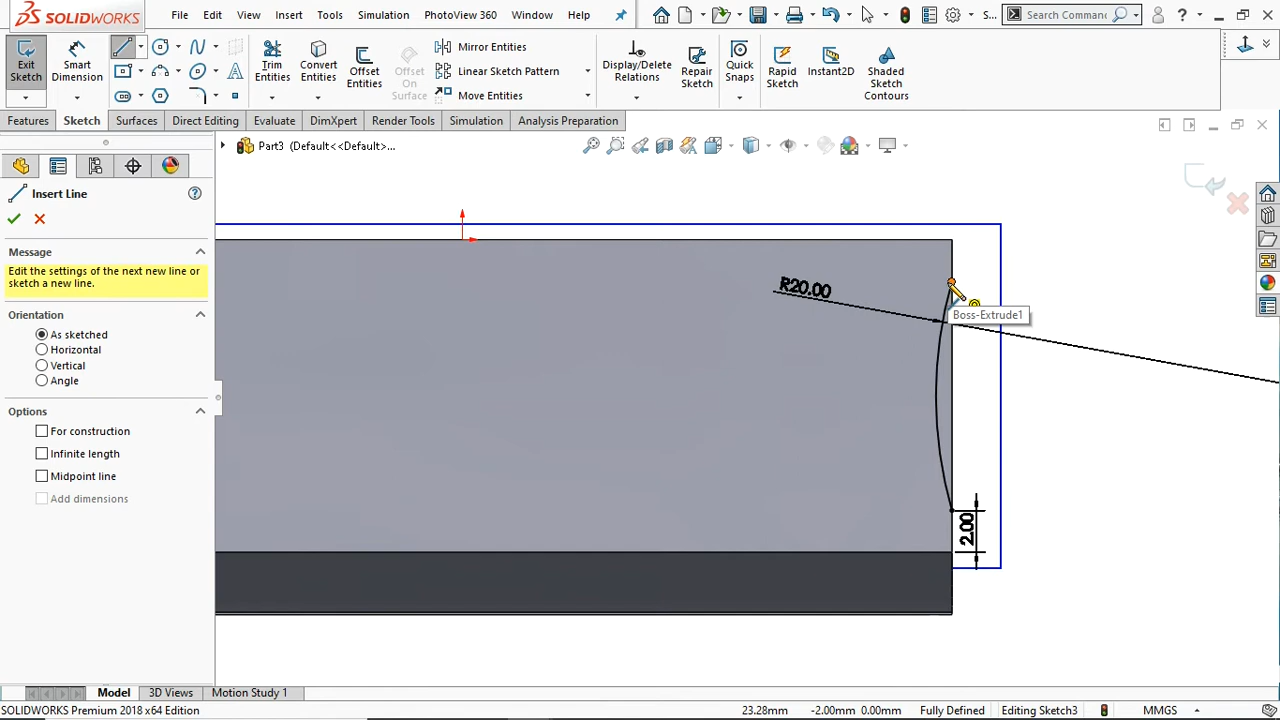 SOLIDWORKS File Edit View Insert Tools Simulation PhotoView 360 Window Help S... Search Comman
Exit Sketch
Smart Dimension
Trim Entities
Convert Entities
Offset Entities
Offset On Surface
Mirror Entities
Linear Sketch Pattern
Move Entities
Display/Delete Relations
Repair Sketch
Quick Snaps
Rapid Sketch
Instant2D
Shaded Sketch Contours
Features Sketch Surfaces Direct Editing Evaluate DimXpert Render Tools Simulation Analysis Preparation
Part3 (Default<<Default>...
Insert Line
Message
Edit the settings of the next new line or
sketch a new line.
Orientation
As sketched
Horizontal
Vertical
Angle
Options
For construction
Infinite length
Midpoint line
Add dimensions
R20.00
Boss-Extrude1
2.00
Model 3D Views Motion Study 1
SOLIDWORKS Premium 2018 x64 Edition 23.28mm -2.00mm 0.00mm Fully Defined Editing Sketch3 MMGS